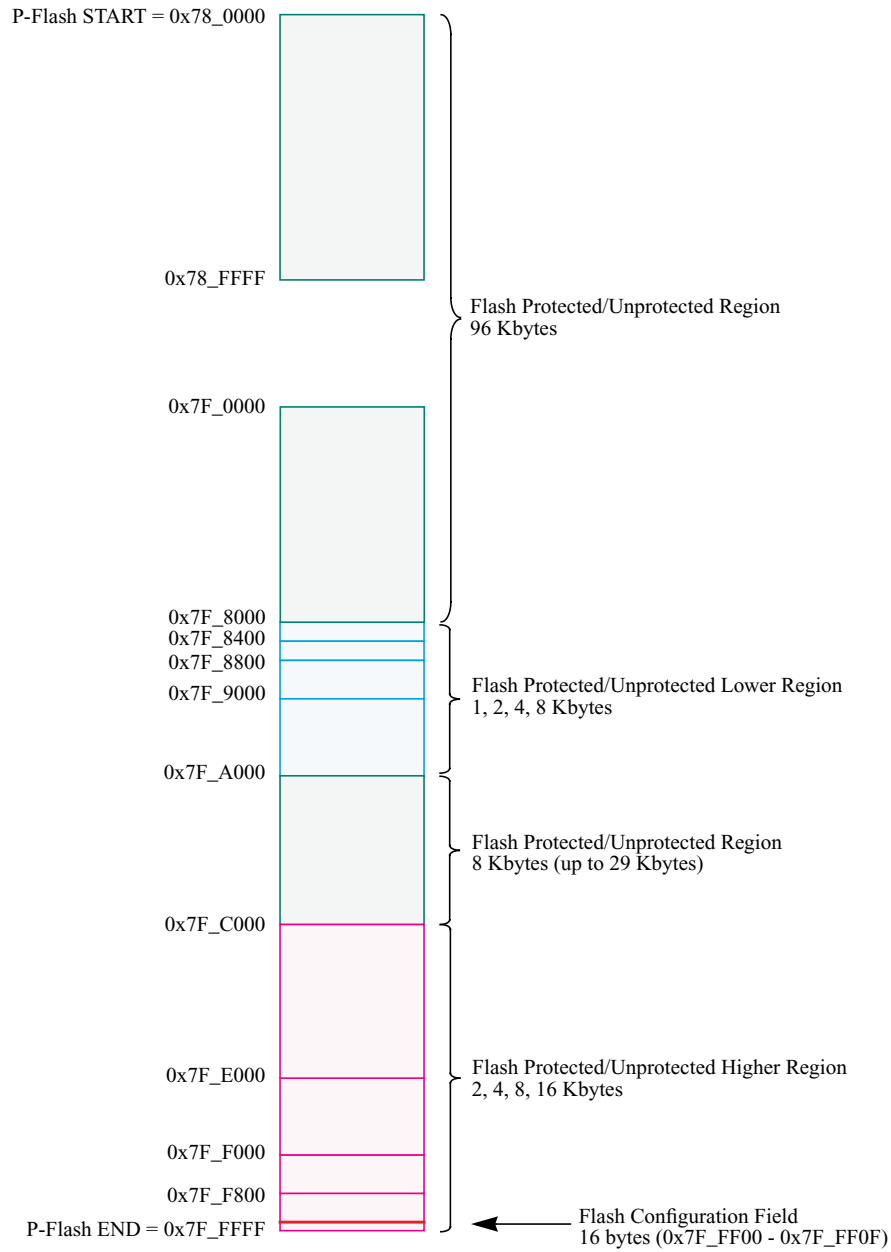 P-Flash START = 0x78_0000
0x78_FFFF
Flash Protected/Unprotected Region
96 Kbytes
0x7F_0000
0x7F_8000
0x7F_8400
0x7F_8800
0x7F_9000
Flash Protected/Unprotected Lower Region
1, 2, 4, 8 Kbytes
0x7F_A000
Flash Protected/Unprotected Region
8 Kbytes (up to 29 Kbytes)
0x7F_C000
Flash Protected/Unprotected Higher Region
2, 4, 8, 16 Kbytes
0x7F_E000
0x7F_F000
0x7F_F800
P-Flash END = 0x7F_FFFF
Flash Configuration Field
16 bytes (0x7F_FF00 - 0x7F_FF0F)